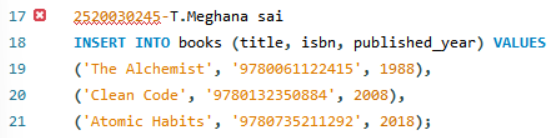 17 2520030245-T.Meghana sai
18 INSERT INTO books (title, isbn, published_year) VALUES
19 ('The Alchemist', '9780061122415', 1988),
20 ('Clean Code', '9780132350884', 2008),
21 ('Atomic Habits', '9780735211292', 2018);